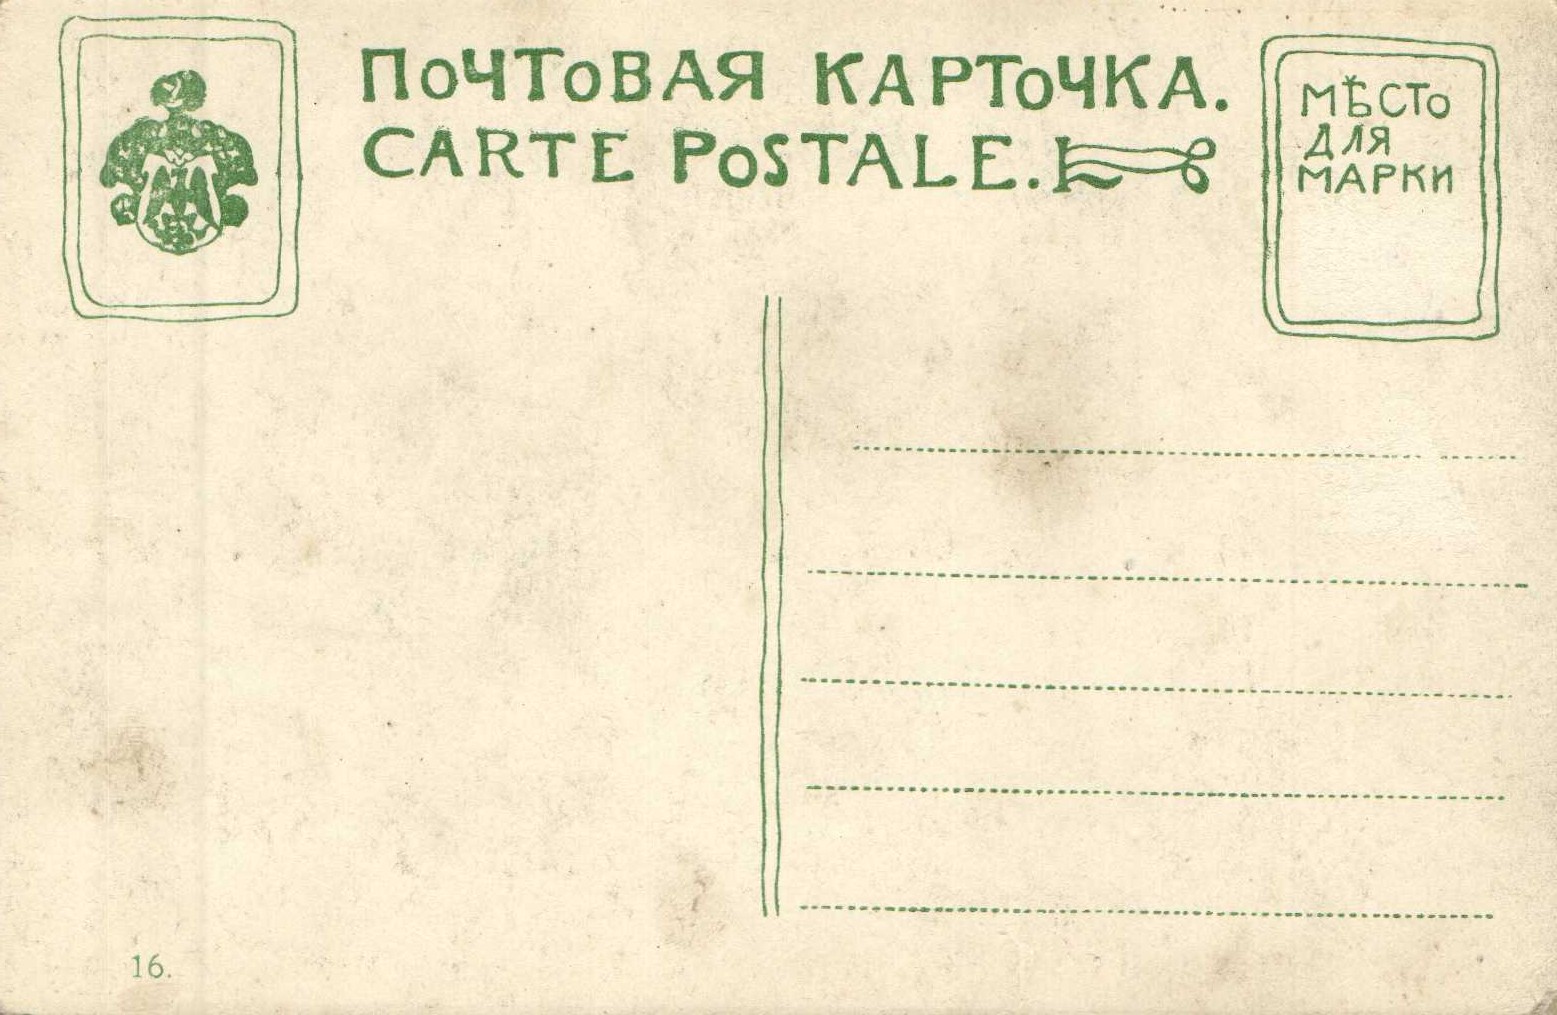 ПОЧТОВАЯ КАРТОЧКА.
CARTE POSTALE.
МѢСТО
ДЛЯ
МАРКИ
16.